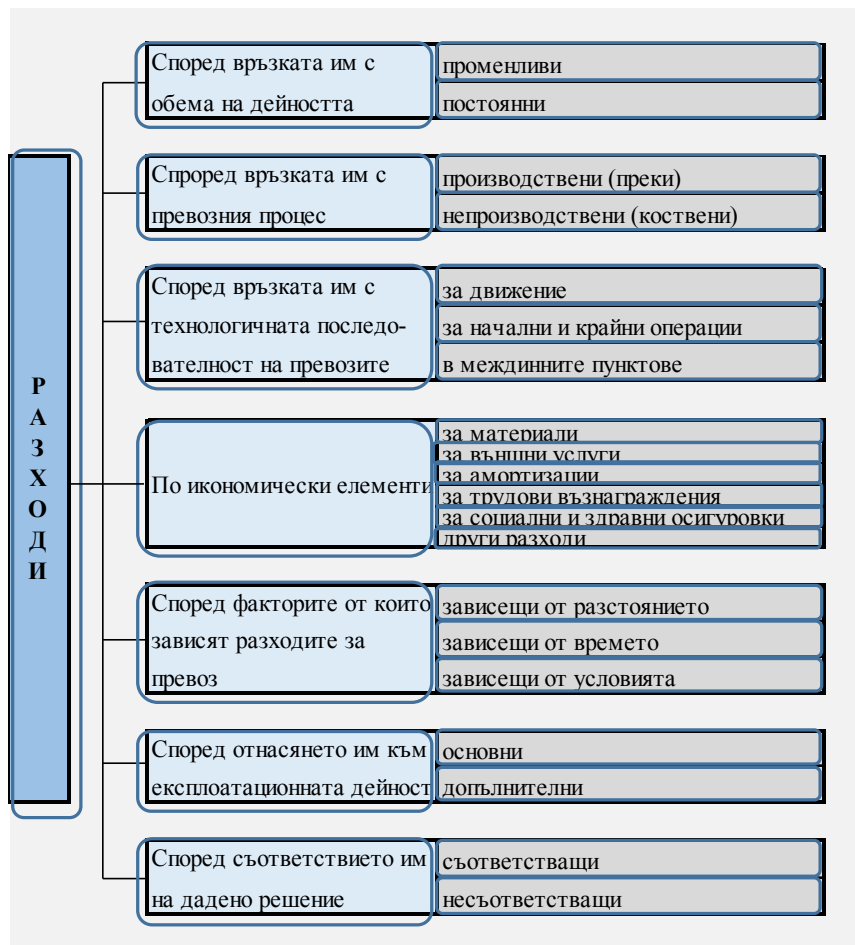 РАЗХОДИ
Според връзката им с
обема на дейността
променливи
постоянни
Спроред връзката им с
превозния процес
производствени (преки)
непроизводствени (коствени)
Според връзката им с
технологичната последо-
вателност на превозите
за движение
за начални и крайни операции
в междинните пунктове
По икономически елементи
за материали
за външни услуги
за амортизации
за трудови възнаграждения
за социални и здравни осигуровки
други разходи
Според факторите от които
зависят разходите за
превоз
зависещи от разстоянието
зависещи от времето
зависещи от условията
Според отнасянето им към
експлоатационната дейност
основни
допълнителни
Според съответствието им
на дадено решение
съответстващи
несъответстващи